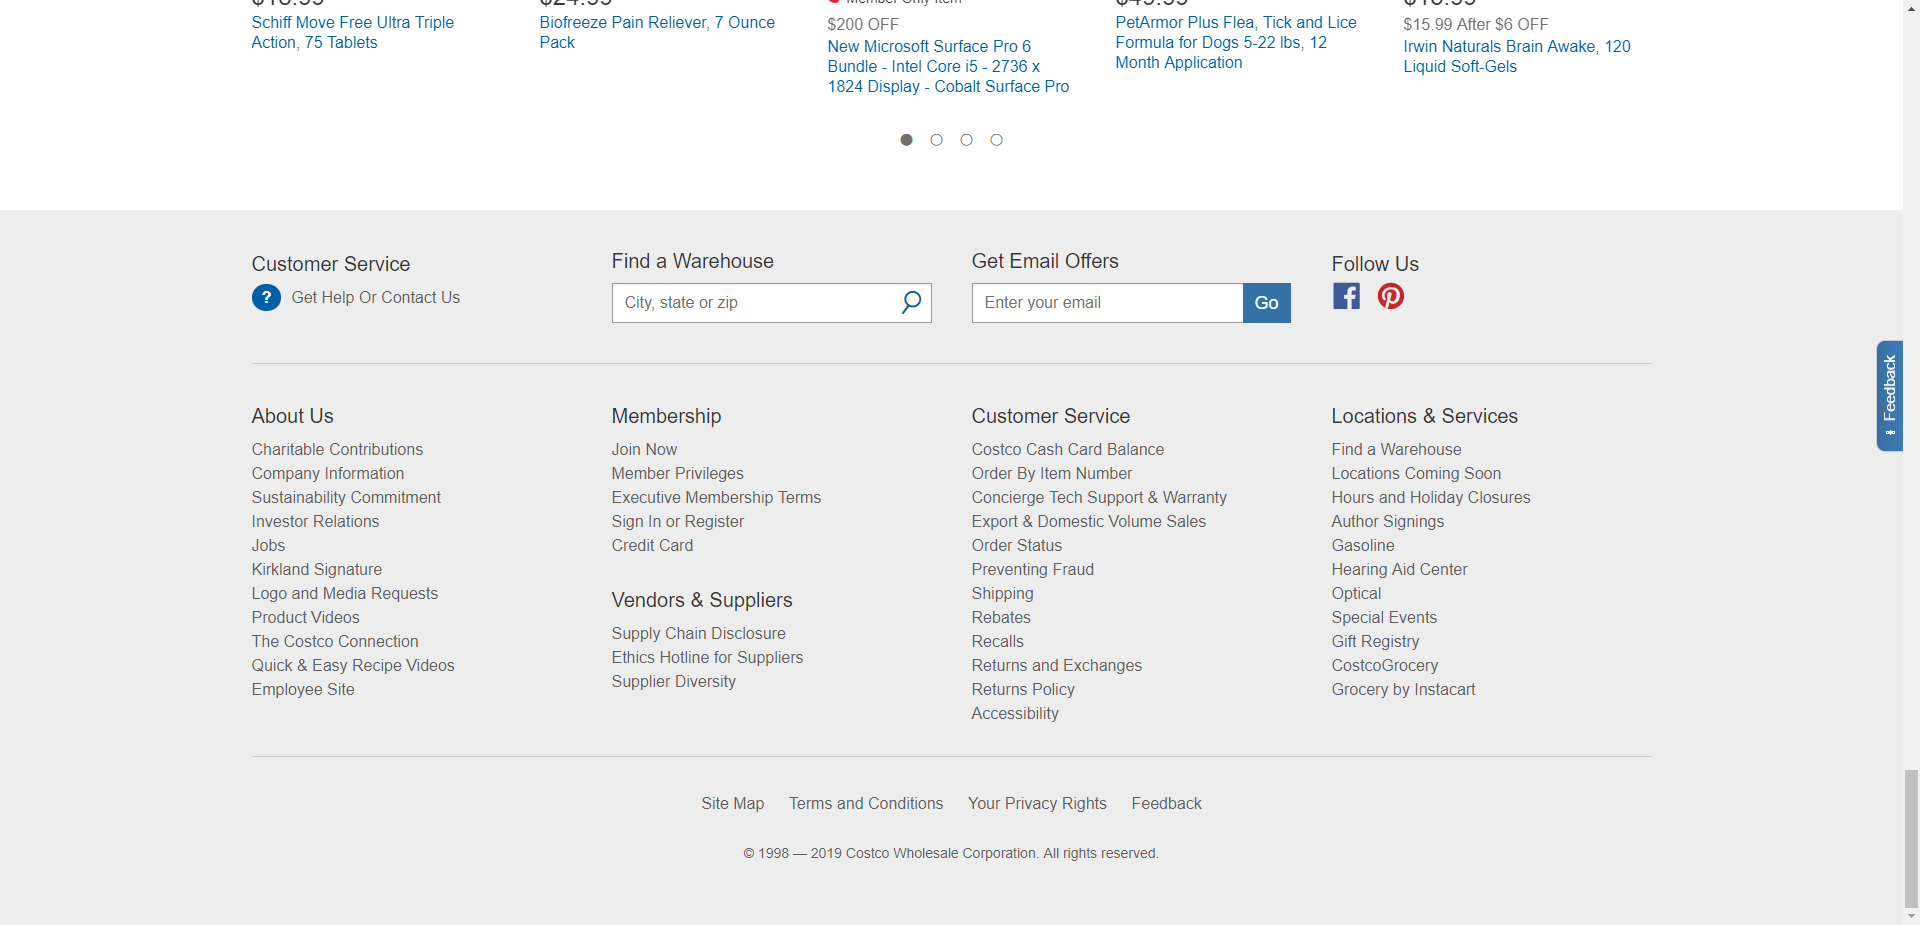 Schiff Move Free Ultra Triple
Action, 75 Tablets
Biofreeze Pain Reliever, 7 Ounce
Pack
Member Only Item
$200 OFF
New Microsoft Surface Pro 6
Bundle - Intel Core i5 - 2736 x
1824 Display - Cobalt Surface Pro
PetArmor Plus Flea, Tick and Lice
Formula for Dogs 5-22 lbs, 12
Month Application
$15.99 After $6 OFF
Irwin Naturals Brain Awake, 120
Liquid Soft-Gels
Customer Service
? Get Help Or Contact Us
Find a Warehouse
City, state or zip
Get Email Offers
Enter your email Go
Follow Us
Feedback
About Us
Charitable Contributions
Company Information
Sustainability Commitment
Investor Relations
Jobs
Kirkland Signature
Logo and Media Requests
Product Videos
The Costco Connection
Quick & Easy Recipe Videos
Employee Site
Membership
Join Now
Member Privileges
Executive Membership Terms
Sign In or Register
Credit Card
Vendors & Suppliers
Supply Chain Disclosure
Ethics Hotline for Suppliers
Supplier Diversity
Customer Service
Costco Cash Card Balance
Order By Item Number
Concierge Tech Support & Warranty
Export & Domestic Volume Sales
Order Status
Preventing Fraud
Shipping
Rebates
Recalls
Returns and Exchanges
Returns Policy
Accessibility
Locations & Services
Find a Warehouse
Locations Coming Soon
Hours and Holiday Closures
Author Signings
Gasoline
Hearing Aid Center
Optical
Special Events
Gift Registry
CostcoGrocery
Grocery by Instacart
Site Map Terms and Conditions Your Privacy Rights Feedback
© 1998 — 2019 Costco Wholesale Corporation. All rights reserved.